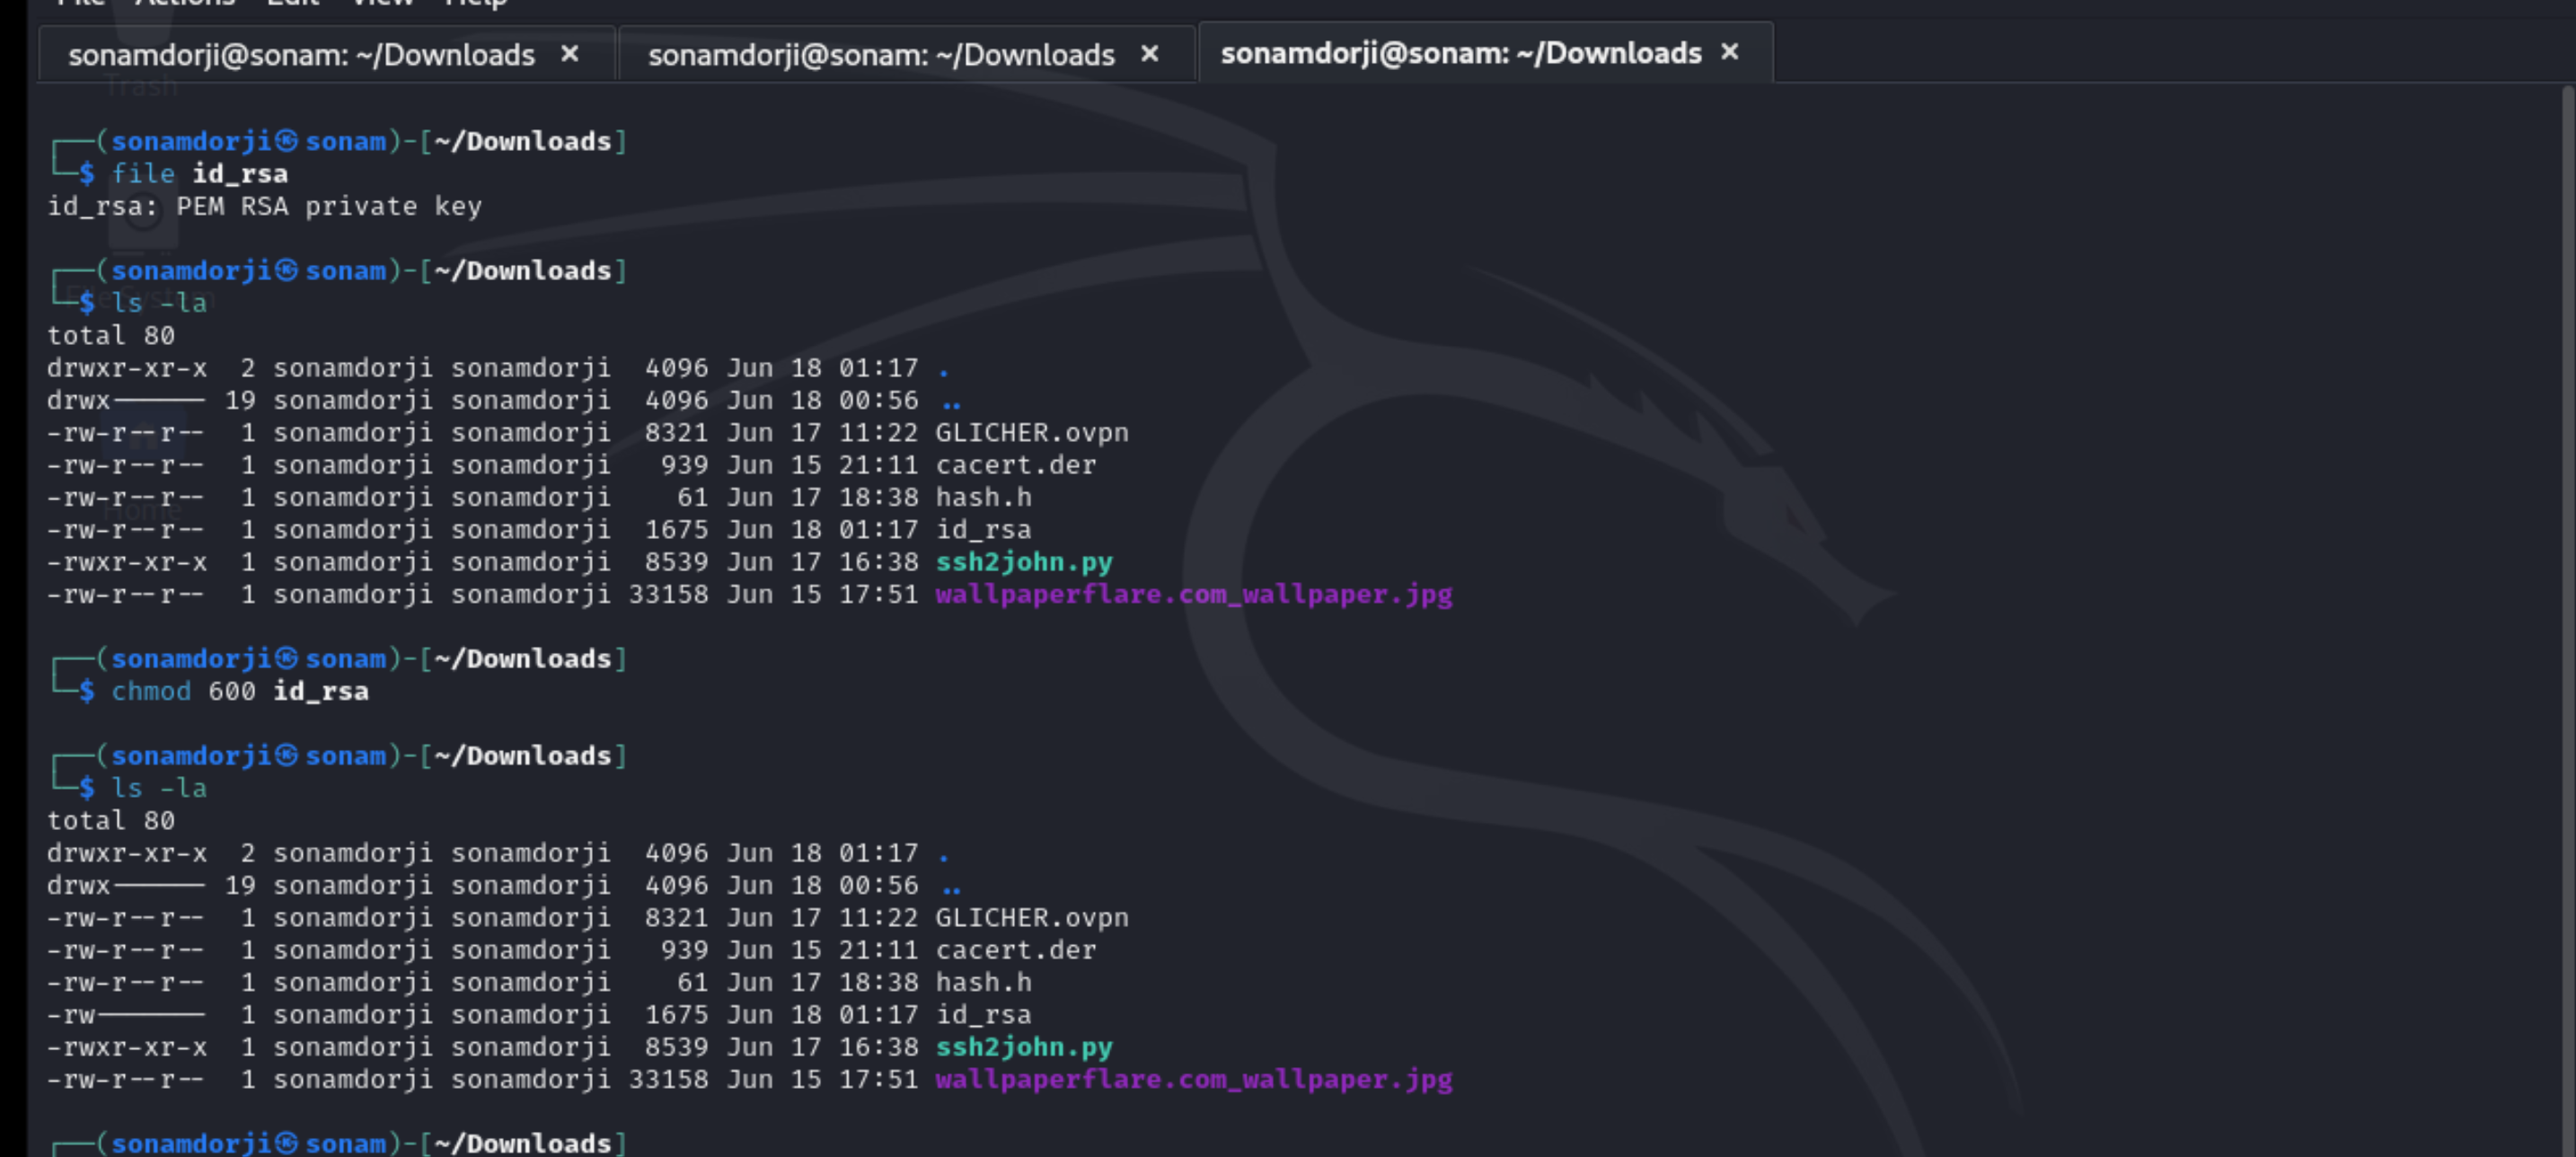 File Actions Edit View Help
sonamdorji@sonam: ~/Downloads × sonamdorji@sonam: ~/Downloads × sonamdorji@sonam: ~/Downloads ×
Trash
┌──(sonamdorji㉿sonam)-[~/Downloads]
└─$ file id_rsa
id_rsa: PEM RSA private key
┌──(sonamdorji㉿sonam)-[~/Downloads]
File System
└─$ ls -la
total 80
drwxr-xr-x  2 sonamdorji sonamdorji  4096 Jun 18 01:17 .
drwx------ 19 sonamdorji sonamdorji  4096 Jun 18 00:56 ..
-rw-r--r--  1 sonamdorji sonamdorji  8321 Jun 17 11:22 GLICHER.ovpn
-rw-r--r--  1 sonamdorji sonamdorji   939 Jun 15 21:11 cacert.der
-rw-r--r--  1 sonamdorji sonamdorji    61 Jun 17 18:38 hash.h
Home
-rw-r--r--  1 sonamdorji sonamdorji  1675 Jun 18 01:17 id_rsa
-rwxr-xr-x  1 sonamdorji sonamdorji  8539 Jun 17 16:38 ssh2john.py
-rw-r--r--  1 sonamdorji sonamdorji 33158 Jun 15 17:51 wallpaperflare.com_wallpaper.jpg
┌──(sonamdorji㉿sonam)-[~/Downloads]
└─$ chmod 600 id_rsa
┌──(sonamdorji㉿sonam)-[~/Downloads]
└─$ ls -la
total 80
drwxr-xr-x  2 sonamdorji sonamdorji  4096 Jun 18 01:17 .
drwx------ 19 sonamdorji sonamdorji  4096 Jun 18 00:56 ..
-rw-r--r--  1 sonamdorji sonamdorji  8321 Jun 17 11:22 GLICHER.ovpn
-rw-r--r--  1 sonamdorji sonamdorji   939 Jun 15 21:11 cacert.der
-rw-r--r--  1 sonamdorji sonamdorji    61 Jun 17 18:38 hash.h
-rw-------  1 sonamdorji sonamdorji  1675 Jun 18 01:17 id_rsa
-rwxr-xr-x  1 sonamdorji sonamdorji  8539 Jun 17 16:38 ssh2john.py
-rw-r--r--  1 sonamdorji sonamdorji 33158 Jun 15 17:51 wallpaperflare.com_wallpaper.jpg
┌──(sonamdorji㉿sonam)-[~/Downloads]